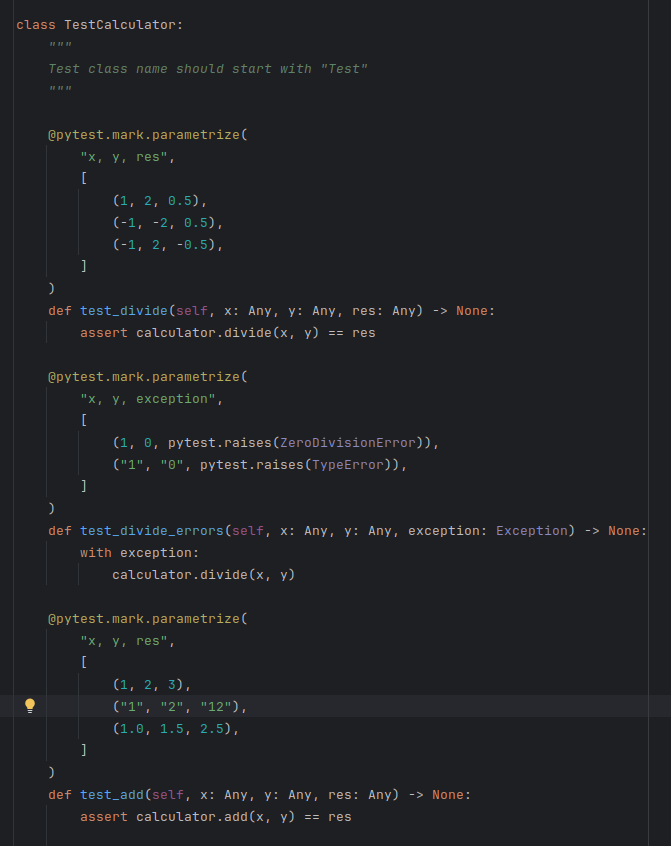 class TestCalculator:
    """
    Test class name should start with "Test"
    """

    @pytest.mark.parametrize(
        "x, y, res",
        [
            (1, 2, 0.5),
            (-1, -2, 0.5),
            (-1, 2, -0.5),
        ]
    )
    def test_divide(self, x: Any, y: Any, res: Any) -> None:
        assert calculator.divide(x, y) == res

    @pytest.mark.parametrize(
        "x, y, exception",
        [
            (1, 0, pytest.raises(ZeroDivisionError)),
            ("1", "0", pytest.raises(TypeError)),
        ]
    )
    def test_divide_errors(self, x: Any, y: Any, exception: Exception) -> None:
        with exception:
            calculator.divide(x, y)

    @pytest.mark.parametrize(
        "x, y, res",
        [
            (1, 2, 3),
            ("1", "2", "12"),
            (1.0, 1.5, 2.5),
        ]
    )
    def test_add(self, x: Any, y: Any, res: Any) -> None:
        assert calculator.add(x, y) == res